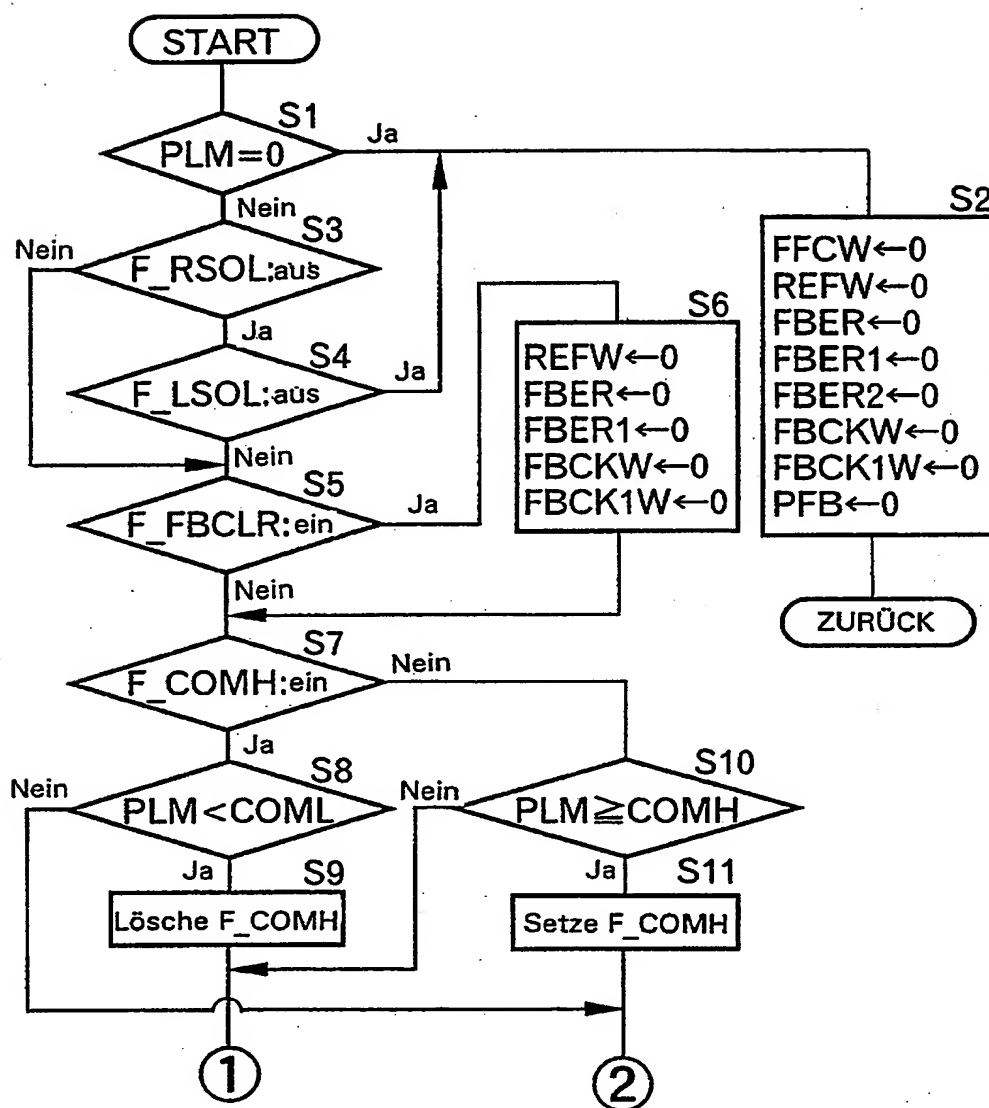 START
S1
PLM=0
Ja
Nein
S2
FFCW←0
REFW←0
FBER←0
FBER1←0
FBER2←0
FBCKW←0
FBCK1W←0
PFB←0
ZURÜCK
S3
Nein
F_RSOL:aus
Ja
S4
F_LSOL:aus
Ja
Nein
S5
F_FBCLR:ein
Ja
Nein
S6
REFW←0
FBER←0
FBER1←0
FBCKW←0
FBCK1W←0
S7
F_COMH:ein
Nein
Ja
S8
Nein
PLM<COML
Ja
S9
Lösche F_COMH
S10
Nein
PLM≧COMH
Ja
S11
Setze F_COMH
1
2